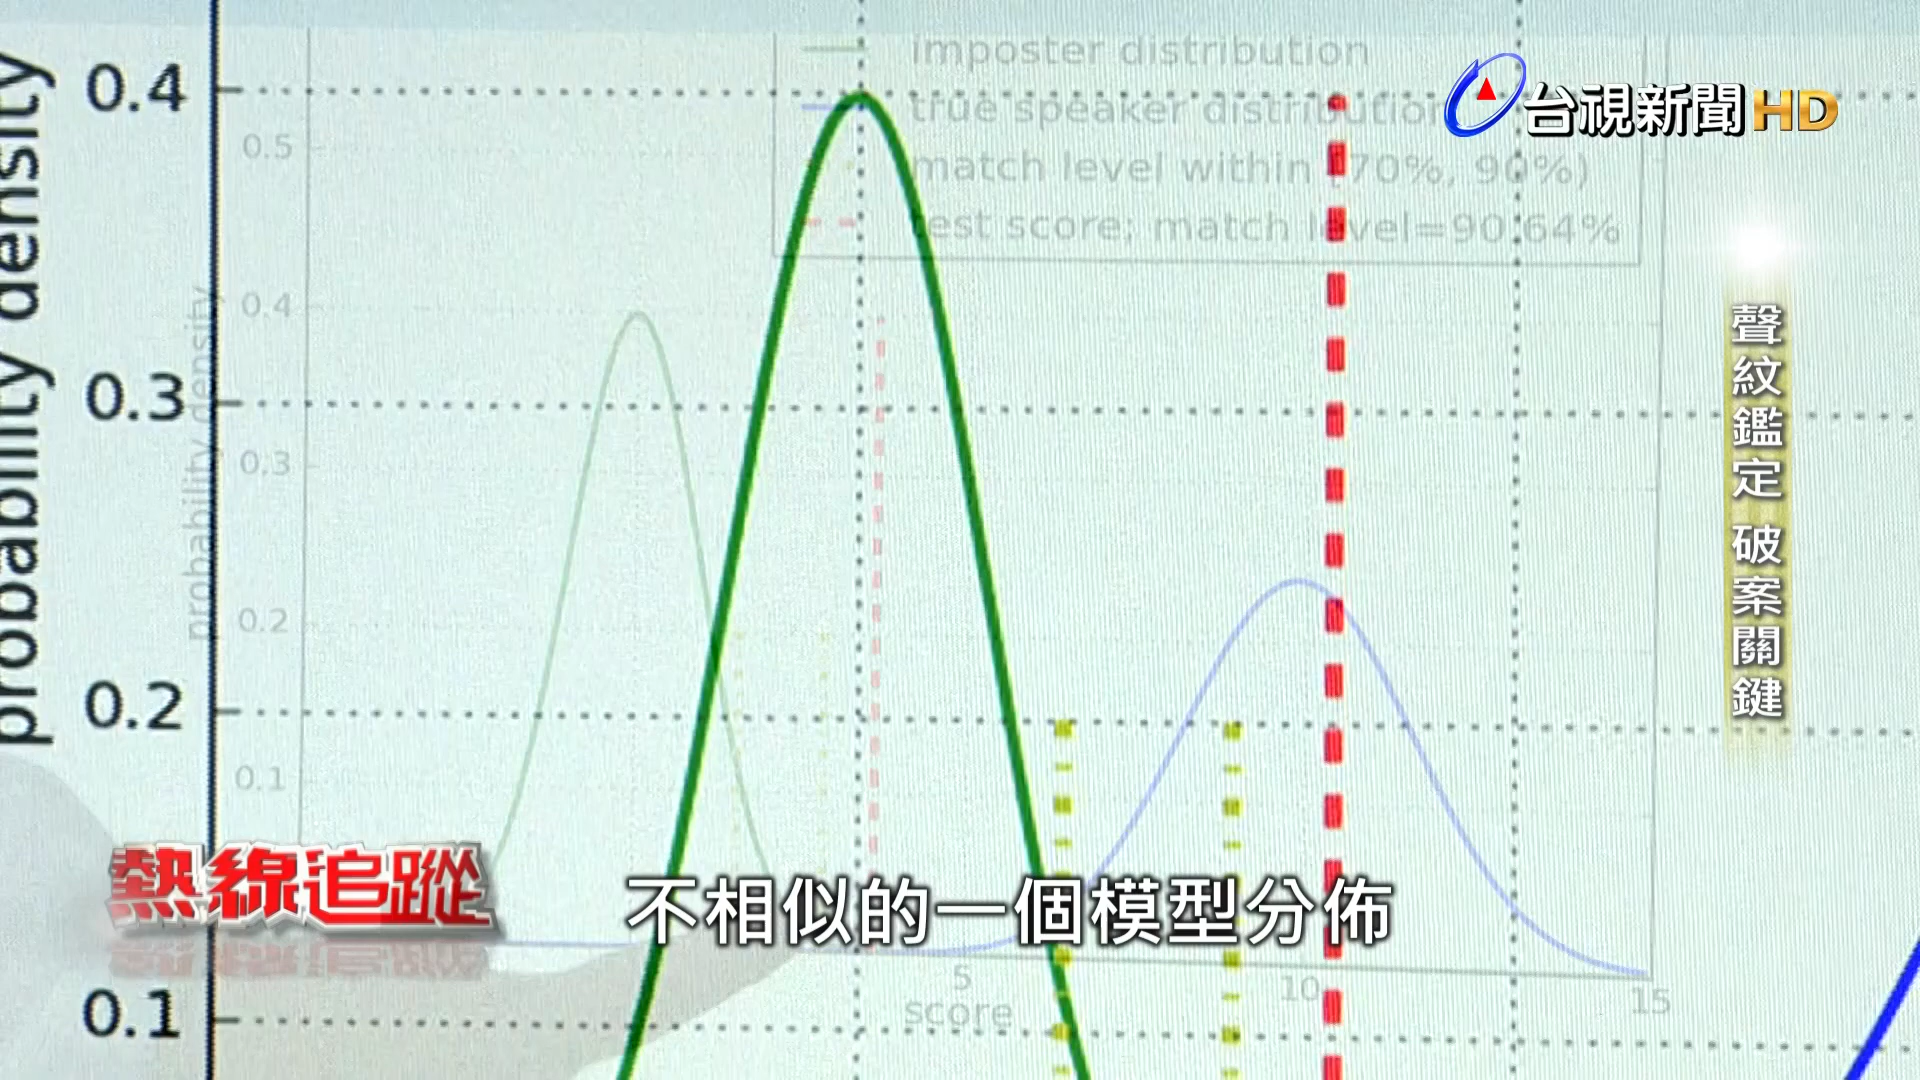 imposter distribution
true speaker distribution
match level within (70%, 90%)
test score; match level=90.64%
台視新聞HD
聲紋鑑定 破案關鍵
probability density
0.4
0.3
0.2
0.1
probability density
0.5
0.4
0.3
0.2
0.1
5
10
15
score
熱線追蹤
不相似的一個模型分佈